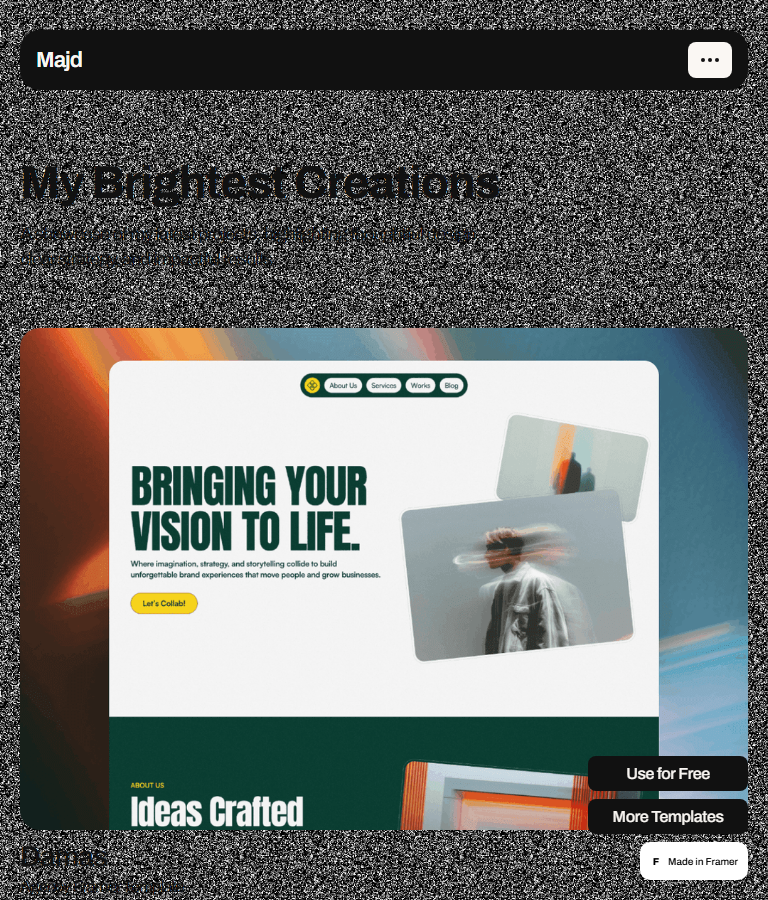 Majd
My Brightest Creations
About Us
Services
Works
Blog
BRINGING YOUR
VISION TO LIFE.
Where imagination, strategy, and storytelling collide to build
unforgettable brand experiences that move people and grow businesses.
Let's Collab!
ABOUT US
Ideas Crafted
Use for Free
More Templates
Damas
F Made in Framer